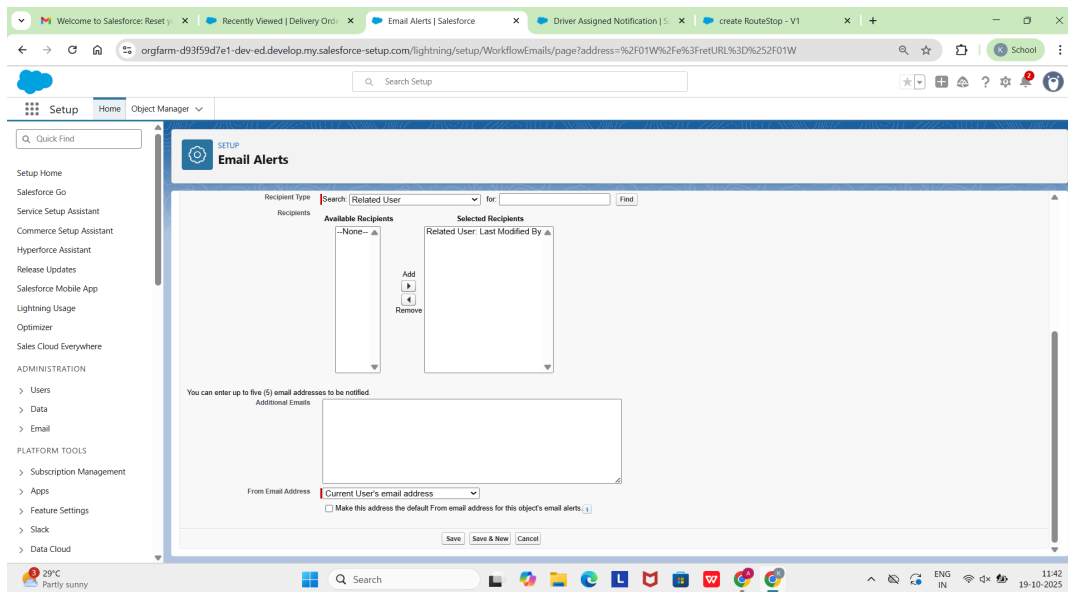 Welcome to Salesforce: Reset y
Recently Viewed | Delivery Orde
Email Alerts | Salesforce
Driver Assigned Notification | S
create RouteStop - V1
orgfarm-d93f59d7e1-dev-ed.develop.my.salesforce-setup.com/lightning/setup/WorkflowEmails/page?address=%2F01W%2Fe%3FretURL%3D%252F01W
K School
Search Setup
2
Setup Home Object Manager
Quick Find
Setup Home
Salesforce Go
Service Setup Assistant
Commerce Setup Assistant
Hyperforce Assistant
Release Updates
Salesforce Mobile App
Lightning Usage
Optimizer
Sales Cloud Everywhere
ADMINISTRATION
Users
Data
Email
PLATFORM TOOLS
Subscription Management
Apps
Feature Settings
Slack
Data Cloud
SETUP
Email Alerts
Recipient Type Search: Related User for: Find
Recipients Available Recipients Selected Recipients
--None-- Related User: Last Modified By
Add
Remove
You can enter up to five (5) email addresses to be notified.
Additional Emails
From Email Address Current User's email address
Make this address the default From email address for this object's email alerts. i
Save Save & New Cancel
3
29°C
Partly sunny
Search
L
W
A
K
ENG
IN
11:42
19-10-2025